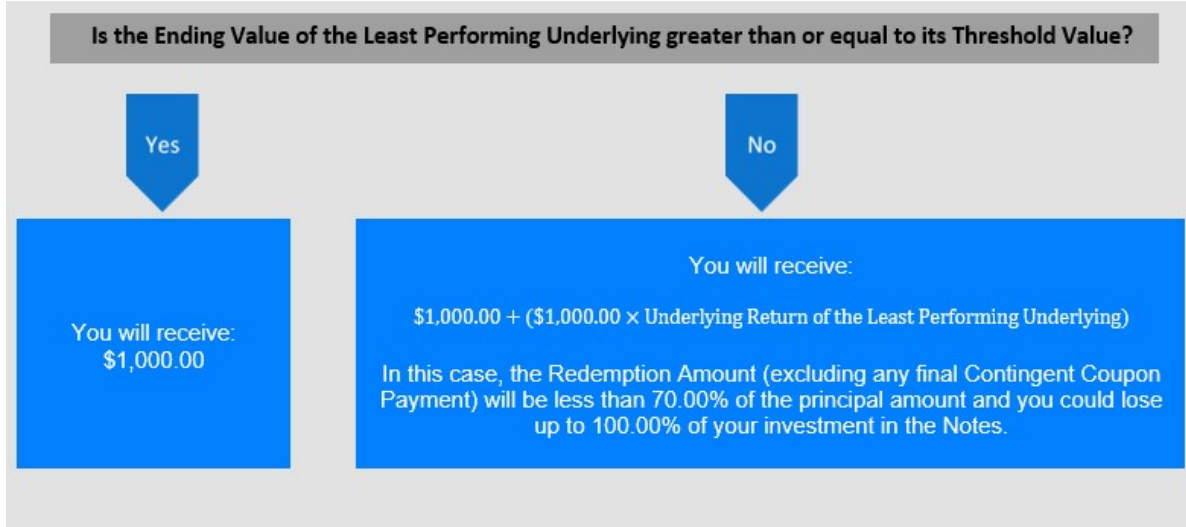 Is the Ending Value of the Least Performing Underlying greater than or equal to its Threshold Value?
Yes
No
You will receive:
$1,000.00
You will receive:
$1,000.00 + ($1,000.00 × Underlying Return of the Least Performing Underlying)
In this case, the Redemption Amount (excluding any final Contingent Coupon
Payment) will be less than 70.00% of the principal amount and you could lose
up to 100.00% of your investment in the Notes.